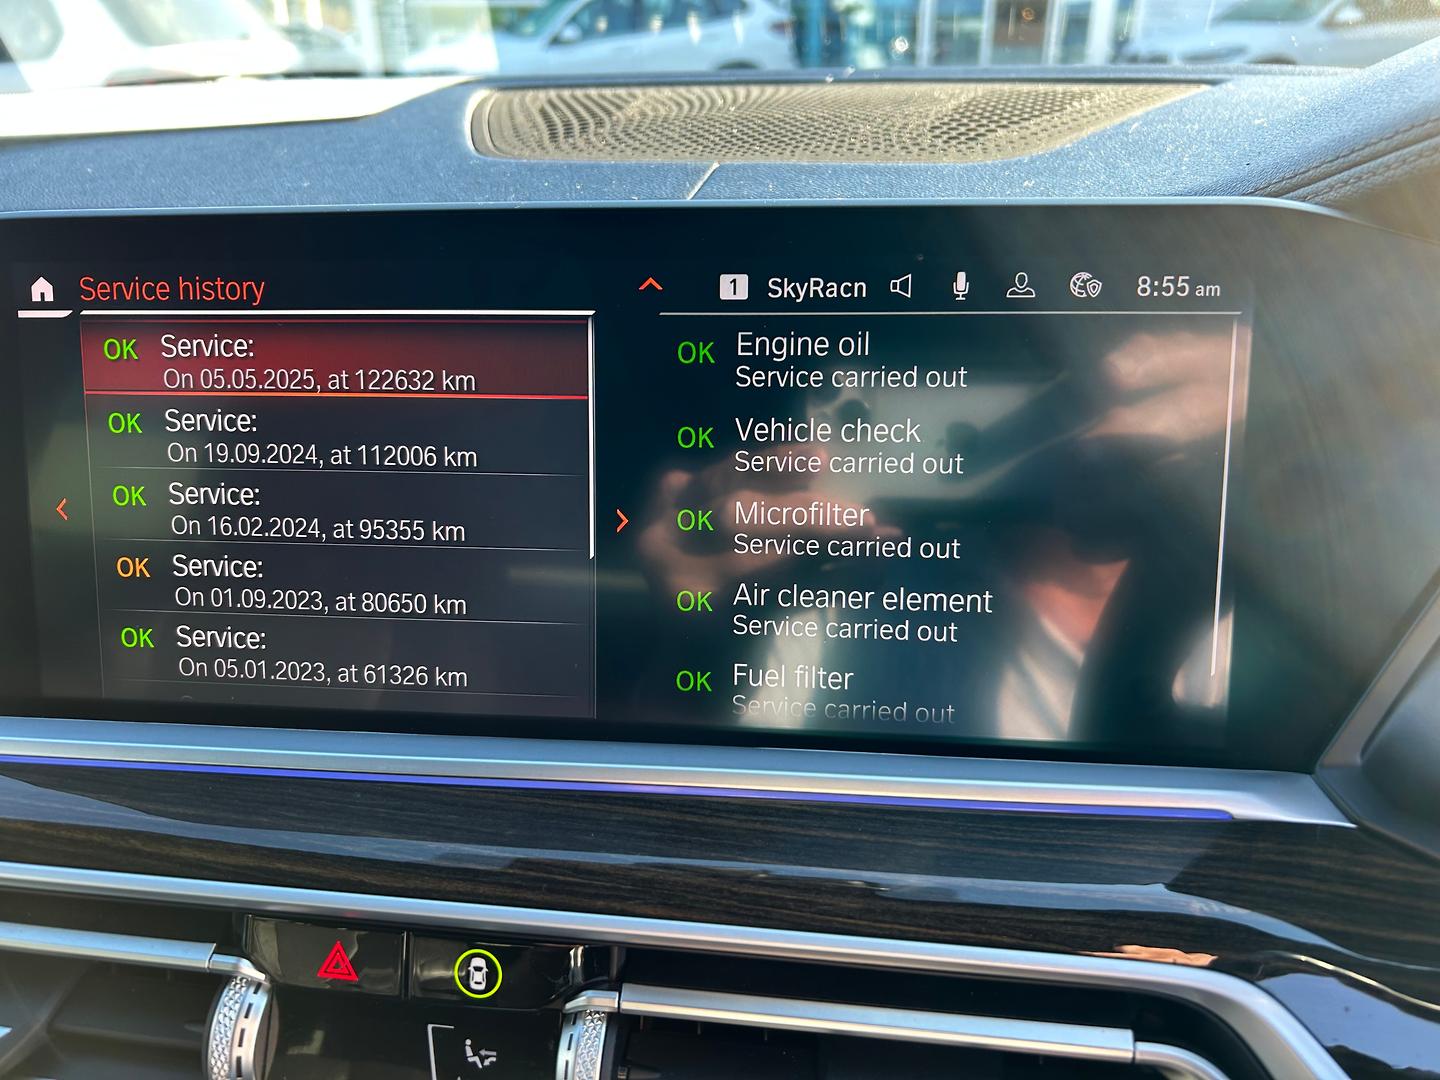 Service history
1 SkyRacn 8:55 am
OK Service:
On 05.05.2025, at 122632 km
OK Service:
On 19.09.2024, at 112006 km
OK Service:
On 16.02.2024, at 95355 km
OK Service:
On 01.09.2023, at 80650 km
OK Service:
On 05.01.2023, at 61326 km
OK Engine oil
Service carried out
OK Vehicle check
Service carried out
OK Microfilter
Service carried out
OK Air cleaner element
Service carried out
OK Fuel filter
Service carried out